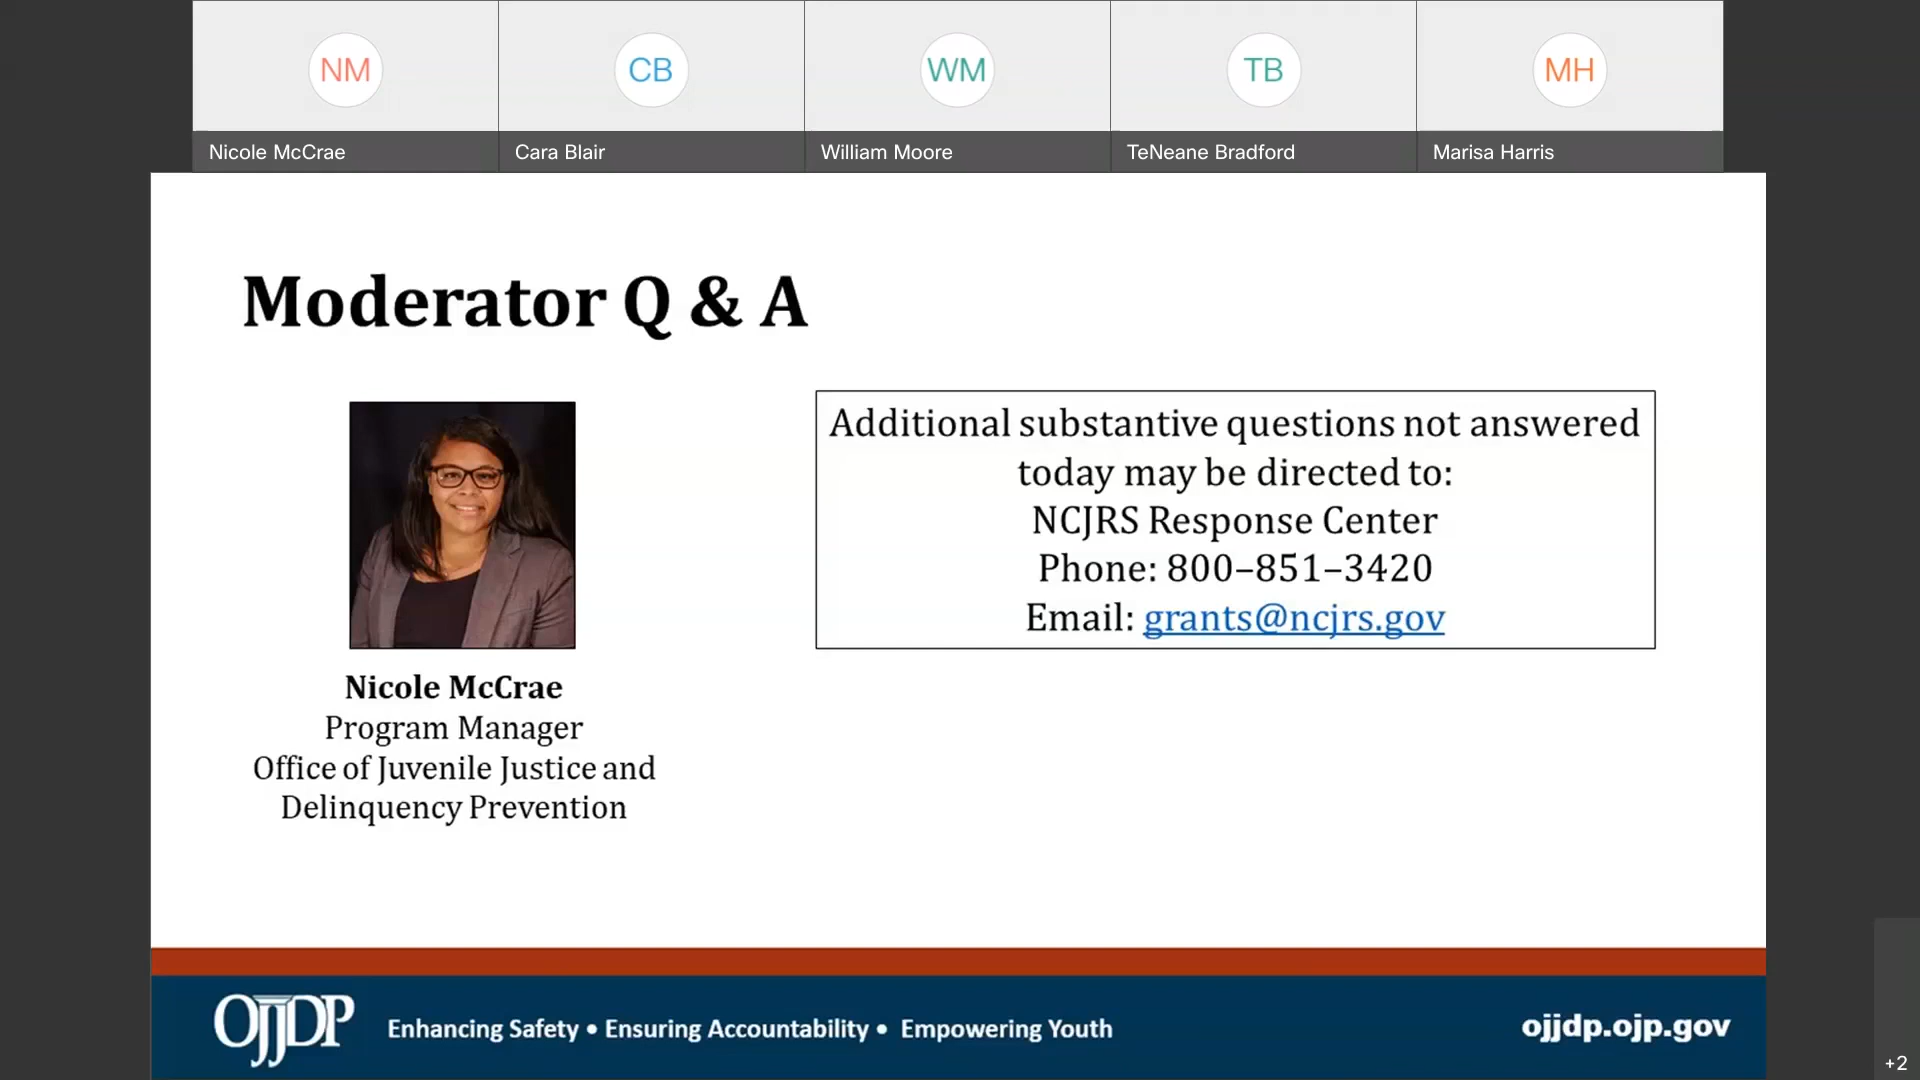 NM
CB
WM
TB
MH
Nicole McCrae
Cara Blair
William Moore
TeNeane Bradford
Marisa Harris
Moderator Q & A
Additional substantive questions not answered
today may be directed to:
NCJRS Response Center
Phone: 800–851–3420
Email: grants@ncjrs.gov
Nicole McCrae
Program Manager
Office of Juvenile Justice and
Delinquency Prevention
OJJDP
Enhancing Safety • Ensuring Accountability • Empowering Youth
ojjdp.ojp.gov
+2